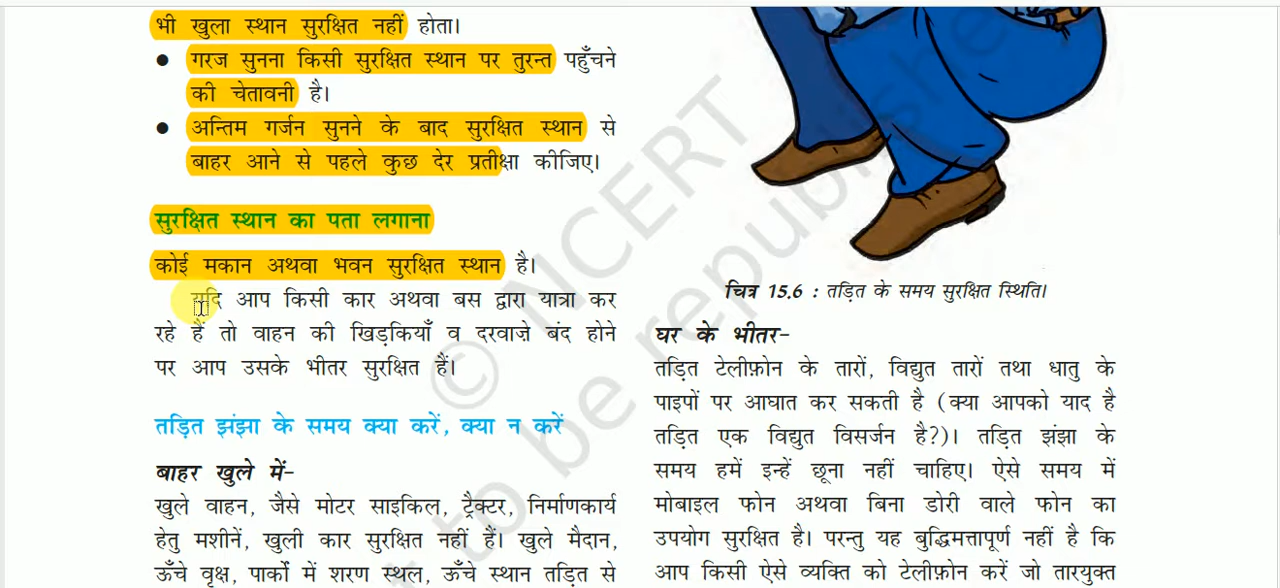 भी खुला स्थान सुरक्षित नहीं होता।
● गरज सुनना किसी सुरक्षित स्थान पर तुरन्त पहुँचने
की चेतावनी है।
● अन्तिम गर्जन सुनने के बाद सुरक्षित स्थान से
बाहर आने से पहले कुछ देर प्रतीक्षा कीजिए।
सुरक्षित स्थान का पता लगाना
कोई मकान अथवा भवन सुरक्षित स्थान है।
यदि आप किसी कार अथवा बस द्वारा यात्रा कर
रहे हैं तो वाहन की खिड़कियाँ व दरवाज़े बंद होने
पर आप उसके भीतर सुरक्षित हैं।
तड़ित झंझा के समय क्या करें, क्या न करें
बाहर खुले में-
खुले वाहन, जैसे मोटर साइकिल, ट्रैक्टर, निर्माणकार्य
हेतु मशीनें, खुली कार सुरक्षित नहीं हैं। खुले मैदान,
ऊँचे वृक्ष, पार्कों में शरण स्थल, ऊँचे स्थान तड़ित से
चित्र 15.6 : तड़ित के समय सुरक्षित स्थिति।
घर के भीतर-
तड़ित टेलीफ़ोन के तारों, विद्युत तारों तथा धातु के
पाइपों पर आघात कर सकती है (क्या आपको याद है
तड़ित एक विद्युत विसर्जन है?)। तड़ित झंझा के
समय हमें इन्हें छूना नहीं चाहिए। ऐसे समय में
मोबाइल फोन अथवा बिना डोरी वाले फोन का
उपयोग सुरक्षित है। परन्तु यह बुद्धिमत्तापूर्ण नहीं है कि
आप किसी ऐसे व्यक्ति को टेलीफ़ोन करें जो तारयुक्त
© NCERT
to be republished